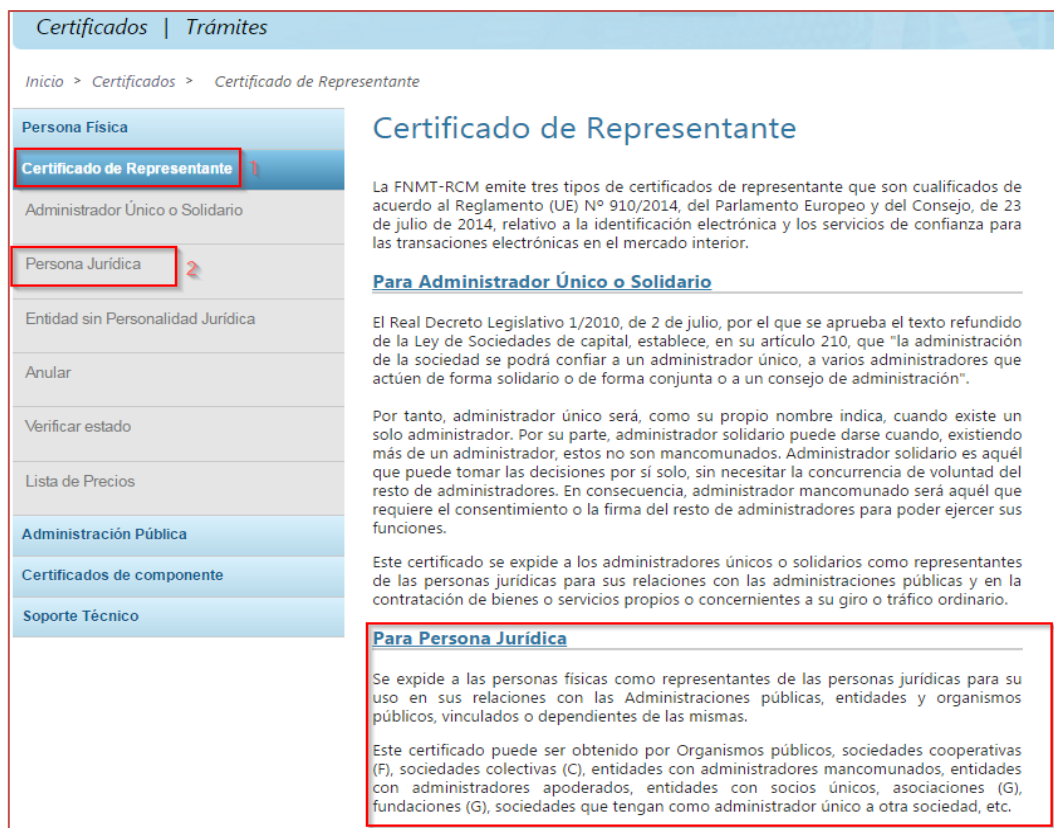 Certificados | Trámites
Inicio > Certificados > Certificado de Representante
Persona Física
Certificado de Representante 1
Administrador Único o Solidario
Persona Jurídica 2
Entidad sin Personalidad Jurídica
Anular
Verificar estado
Lista de Precios
Administración Pública
Certificados de componente
Soporte Técnico
Certificado de Representante
La FNMT-RCM emite tres tipos de certificados de representante que son cualificados de
acuerdo al Reglamento (UE) Nº 910/2014, del Parlamento Europeo y del Consejo, de 23
de julio de 2014, relativo a la identificación electrónica y los servicios de confianza para
las transaciones electrónicas en el mercado interior.
Para Administrador Único o Solidario
El Real Decreto Legislativo 1/2010, de 2 de julio, por el que se aprueba el texto refundido
de la Ley de Sociedades de capital, establece, en su artículo 210, que "la administración
de la sociedad se podrá confiar a un administrador único, a varios administradores que
actúen de forma solidario o de forma conjunta o a un consejo de administración".
Por tanto, administrador único será, como su propio nombre indica, cuando existe un
solo administrador. Por su parte, administrador solidario puede darse cuando, existiendo
más de un administrador, estos no son mancomunados. Administrador solidario es aquél
que puede tomar las decisiones por sí solo, sin necesitar la concurrencia de voluntad del
resto de administradores. En consecuencia, administrador mancomunado será aquél que
requiere el consentimiento o la firma del resto de administradores para poder ejercer sus
funciones.
Este certificado se expide a los administradores únicos o solidarios como representantes
de las personas jurídicas para sus relaciones con las administraciones públicas y en la
contratación de bienes o servicios propios o concernientes a su giro o tráfico ordinario.
Para Persona Jurídica
Se expide a las personas físicas como representantes de las personas jurídicas para su
uso en sus relaciones con las Administraciones públicas, entidades y organismos
públicos, vinculados o dependientes de las mismas.
Este certificado puede ser obtenido por Organismos públicos, sociedades cooperativas
(F), sociedades colectivas (C), entidades con administradores mancomunados, entidades
con administradores apoderados, entidades con socios únicos, asociaciones (G),
fundaciones (G), sociedades que tengan como administrador único a otra sociedad, etc.